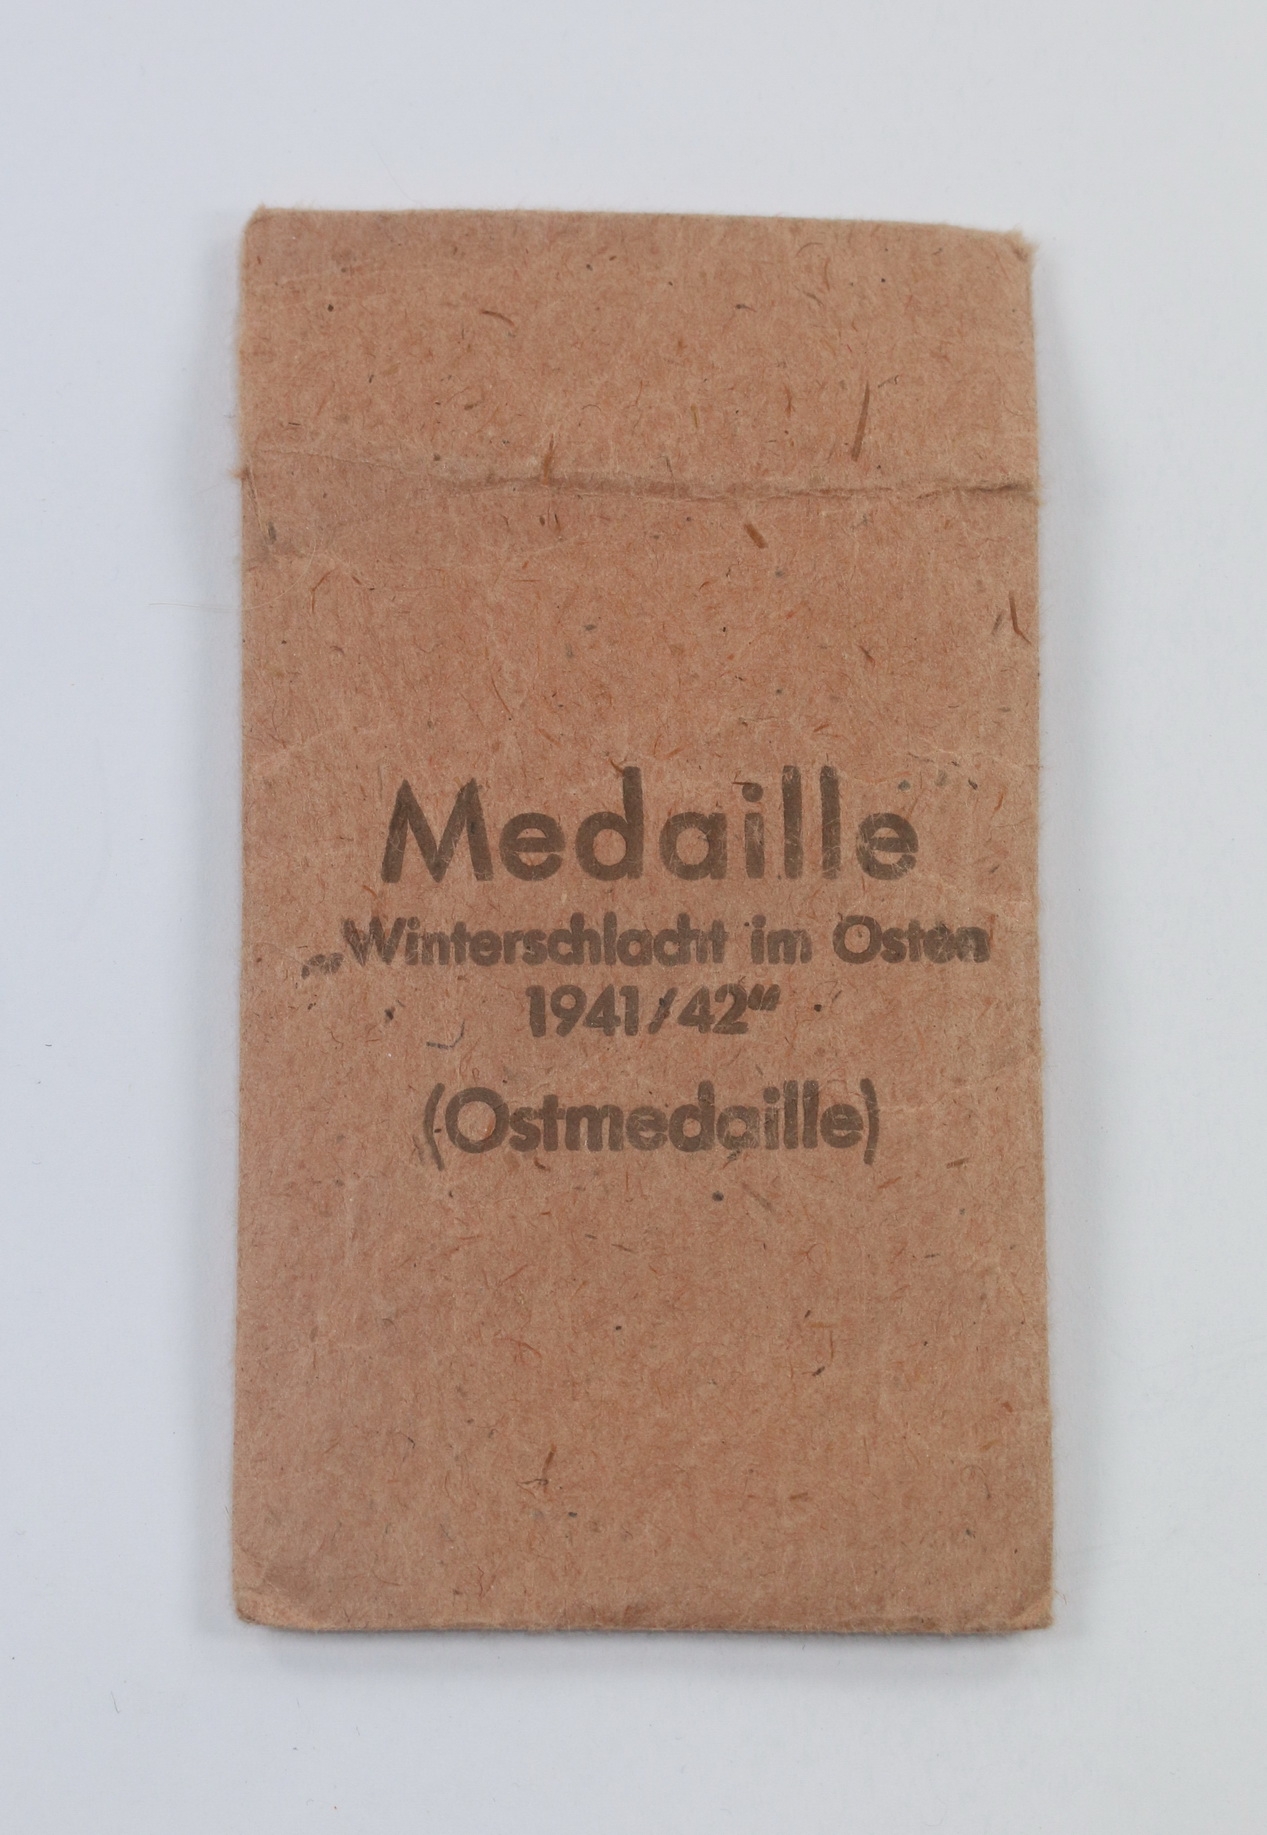 Medaille
„Winterschlacht im Osten
1941/42“
(Ostmedaille)